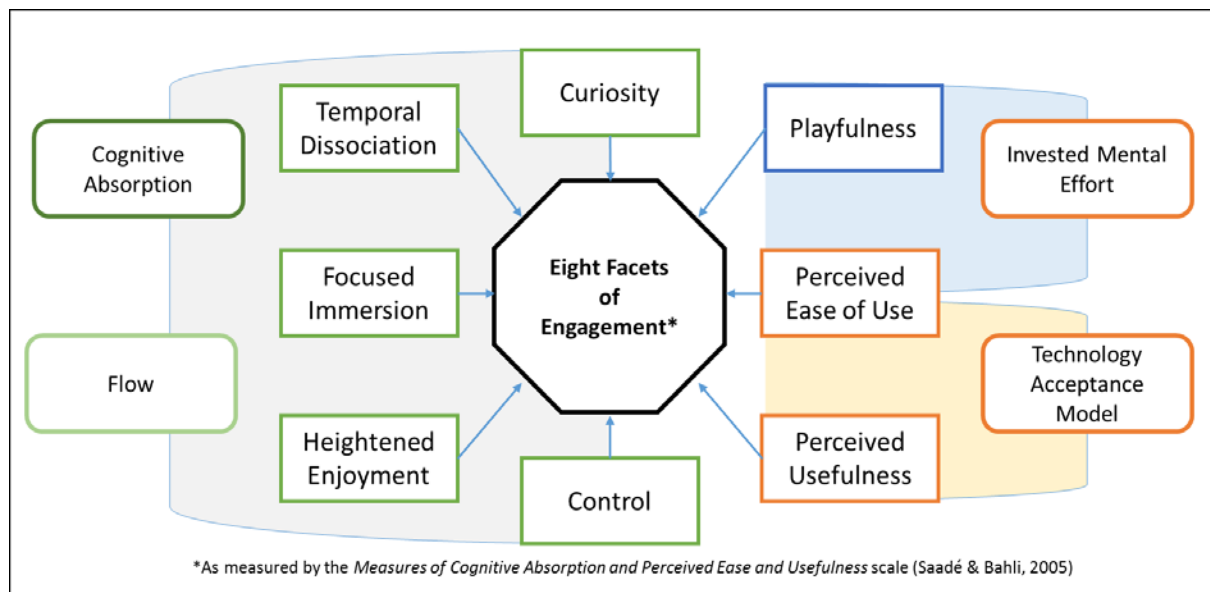 Curiosity
Temporal
Dissociation
Playfulness
Cognitive
Absorption
Invested Mental
Effort
Eight Facets
of
Engagement*
Focused
Immersion
Perceived
Ease of Use
Flow
Technology
Acceptance
Model
Heightened
Enjoyment
Perceived
Usefulness
Control
*As measured by the Measures of Cognitive Absorption and Perceived Ease and Usefulness scale (Saadé & Bahli, 2005)